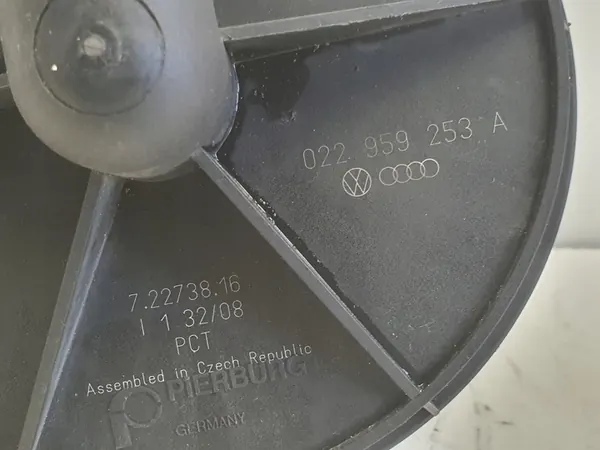 022 959 253 A
7.22738.16
I 1 32/08
PCT
Assembled in Czech Republic
PIERBURG
GERMANY